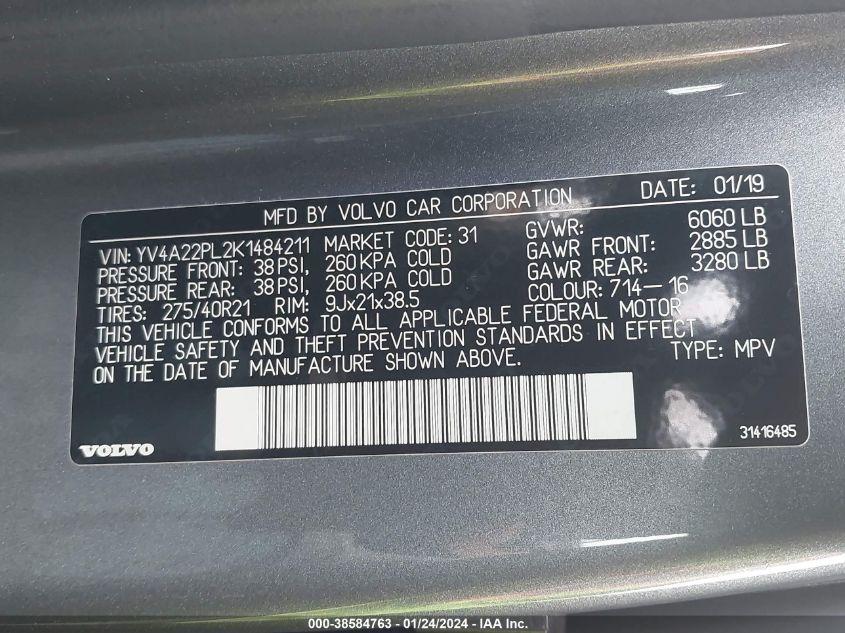 MFD BY VOLVO CAR CORPORATION DATE: 01/19
VIN: YV4A22PL2K1484211 MARKET CODE: 31 GVWR: 6060 LB
PRESSURE FRONT: 38 PSI, 260 KPA COLD GAWR FRONT: 2885 LB
PRESSURE REAR: 38 PSI, 260 KPA COLD GAWR REAR: 3280 LB
TIRES: 275/40R21 RIM: 9Jx21x38.5 COLOUR: 714-16
THIS VEHICLE CONFORMS TO ALL APPLICABLE FEDERAL MOTOR
VEHICLE SAFETY AND THEFT PREVENTION STANDARDS IN EFFECT
ON THE DATE OF MANUFACTURE SHOWN ABOVE. TYPE: MPV
31416485
VOLVO
000-38584763 - 01/24/2024 - IAA Inc.